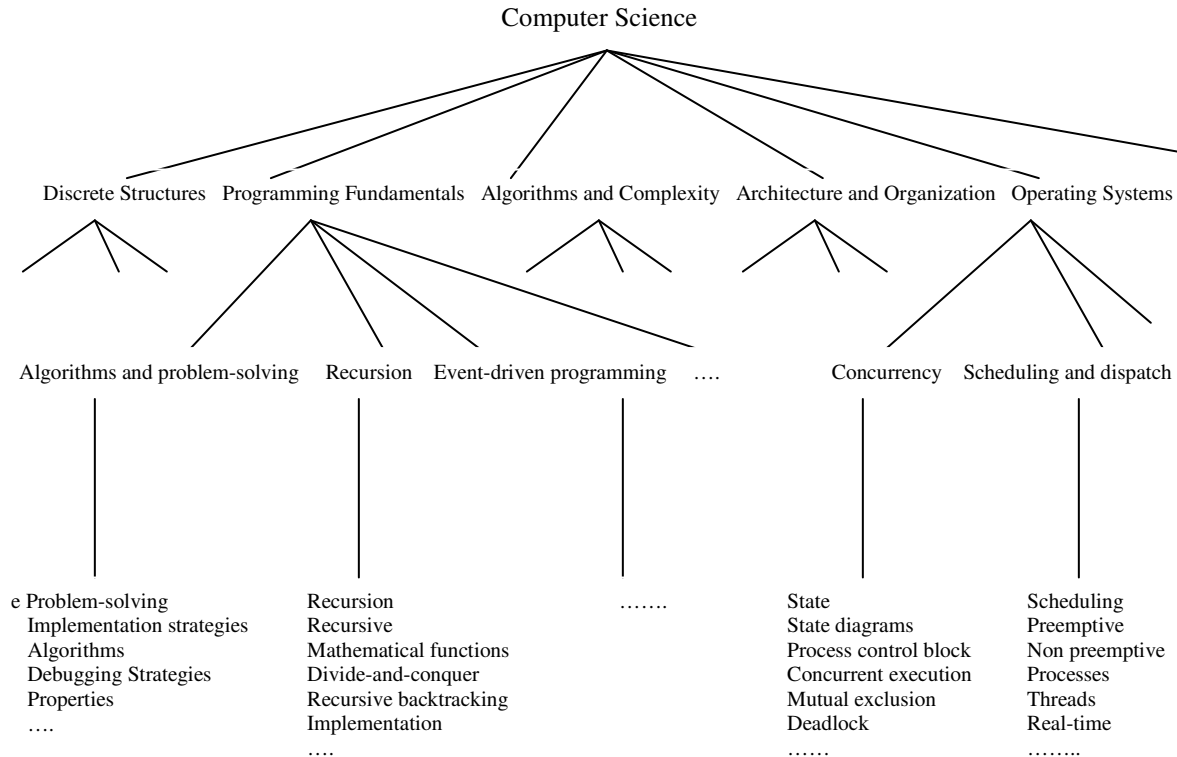 Computer Science
Discrete Structures Programming Fundamentals Algorithms and Complexity Architecture and Organization Operating Systems
Algorithms and problem-solving Recursion Event-driven programming …. Concurrency Scheduling and dispatch
e Problem-solving
Implementation strategies
Algorithms
Debugging Strategies
Properties
….
Recursion
Recursive
Mathematical functions
Divide-and-conquer
Recursive backtracking
Implementation
….
…….
State
State diagrams
Process control block
Concurrent execution
Mutual exclusion
Deadlock
……
Scheduling
Preemptive
Non preemptive
Processes
Threads
Real-time
……..